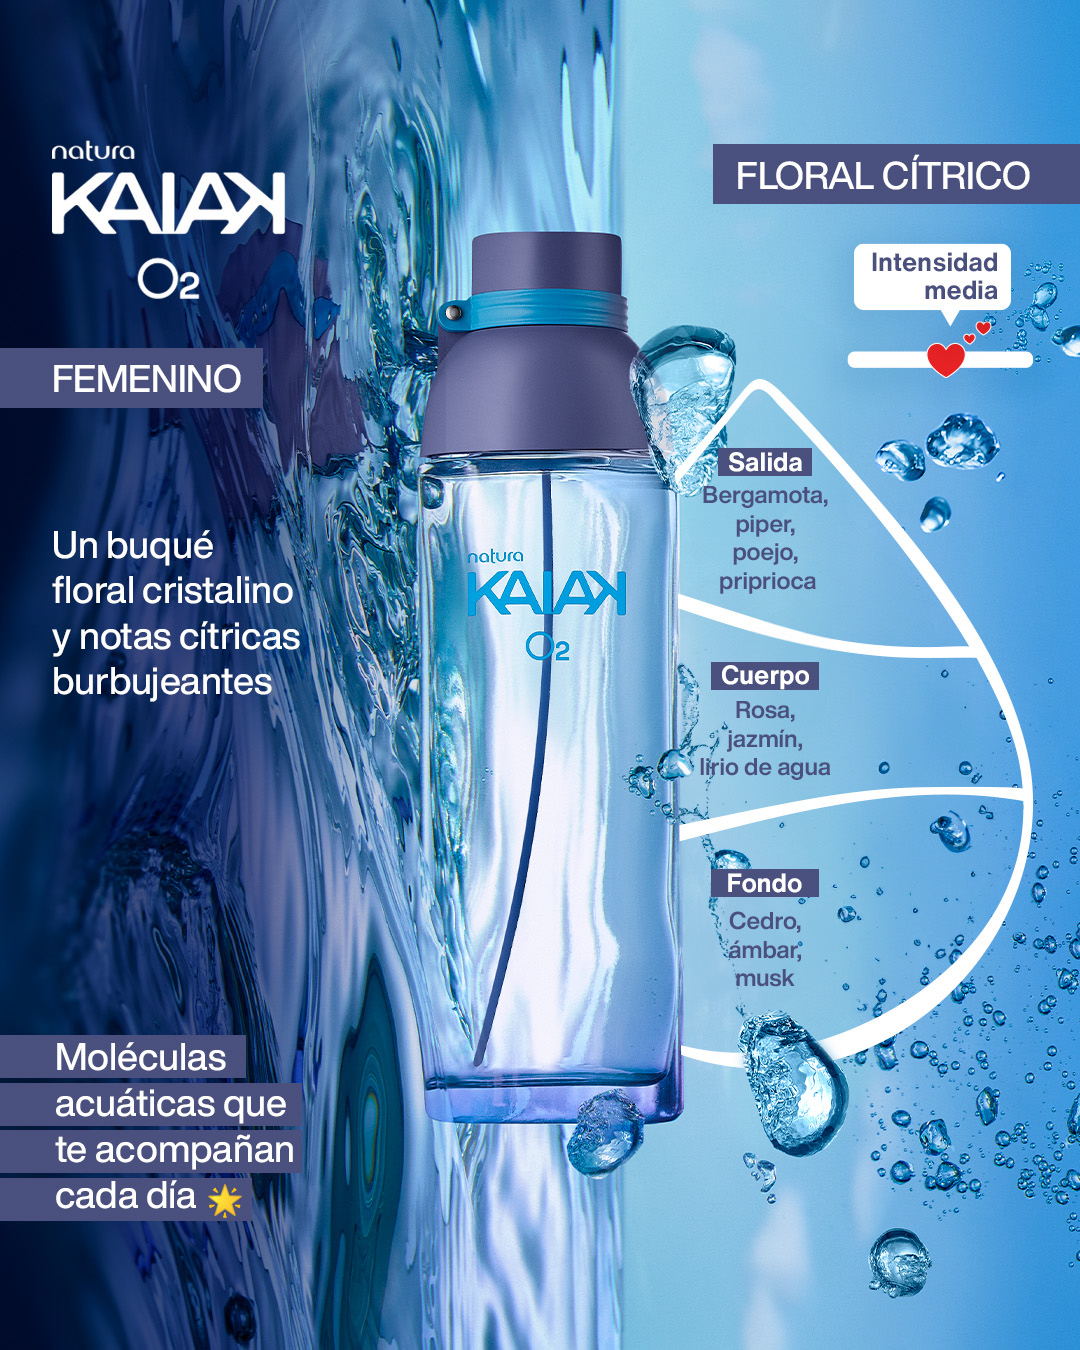 natura
KAIAK
O2
FEMENINO
Un buqué
floral cristalino
y notas cítricas
burbujeantes
Moléculas
acuáticas que
te acompañan
cada día 🌟
natura
KAIAK
O2
FLORAL CÍTRICO
Intensidad
media
Salida
Bergamota,
piper,
poejo,
priprioca
Cuerpo
Rosa,
jazmín,
lirio de agua
Fondo
Cedro,
ámbar,
musk